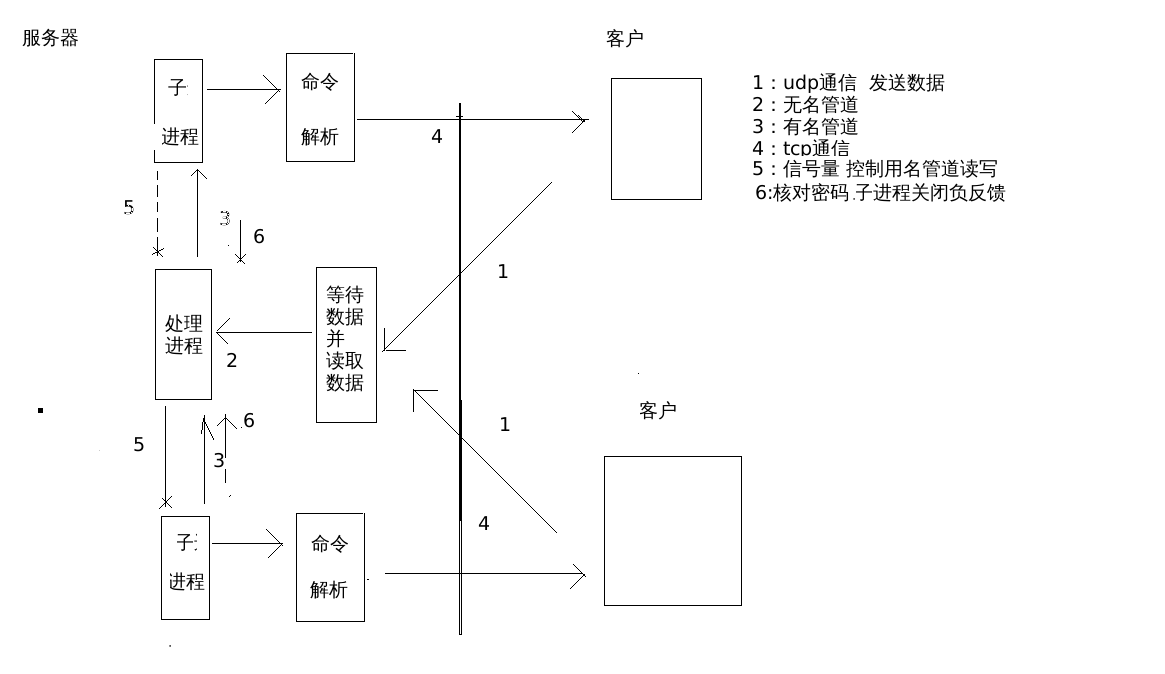 服务器
客户
子
进程
命令
解析
4
1：udp通信 发送数据
2：无名管道
3：有名管道
4：tcp通信
5：信号量 控制用名管道读写
6:核对密码 子进程关闭负反馈
5
3
6
1
处理
进程
2
等待
数据
并
读取
数据
客户
5
3
6
1
4
子
进程
命令
解析